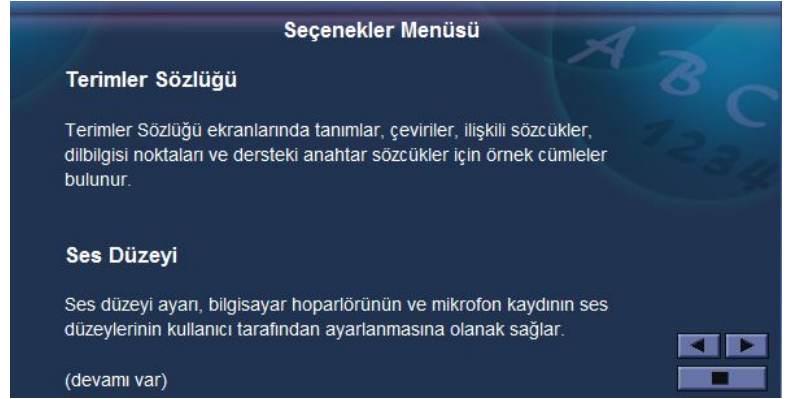 Seçenekler Menüsü
A B C
1234
Terimler Sözlüğü
Terimler Sözlüğü ekranlarında tanımlar, çeviriler, ilişkili sözcükler,
dilbilgisi noktaları ve dersteki anahtar sözcükler için örnek cümleler
bulunur.
Ses Düzeyi
Ses düzeyi ayarı, bilgisayar hoparlörünün ve mikrofon kaydının ses
düzeylerinin kullanıcı tarafından ayarlanmasına olanak sağlar.
(devamı var)